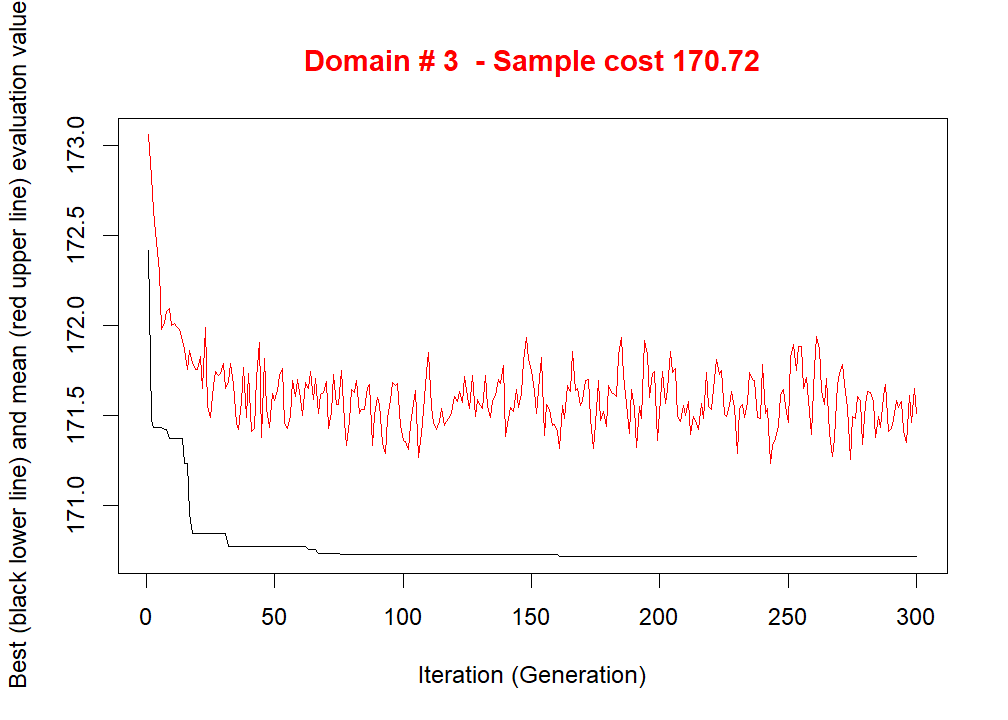 Domain # 3  - Sample cost 170.72
Best (black lower line) and mean (red upper line) evaluation value
173.0
172.5
172.0
171.5
171.0
0 50 100 150 200 250 300
Iteration (Generation)